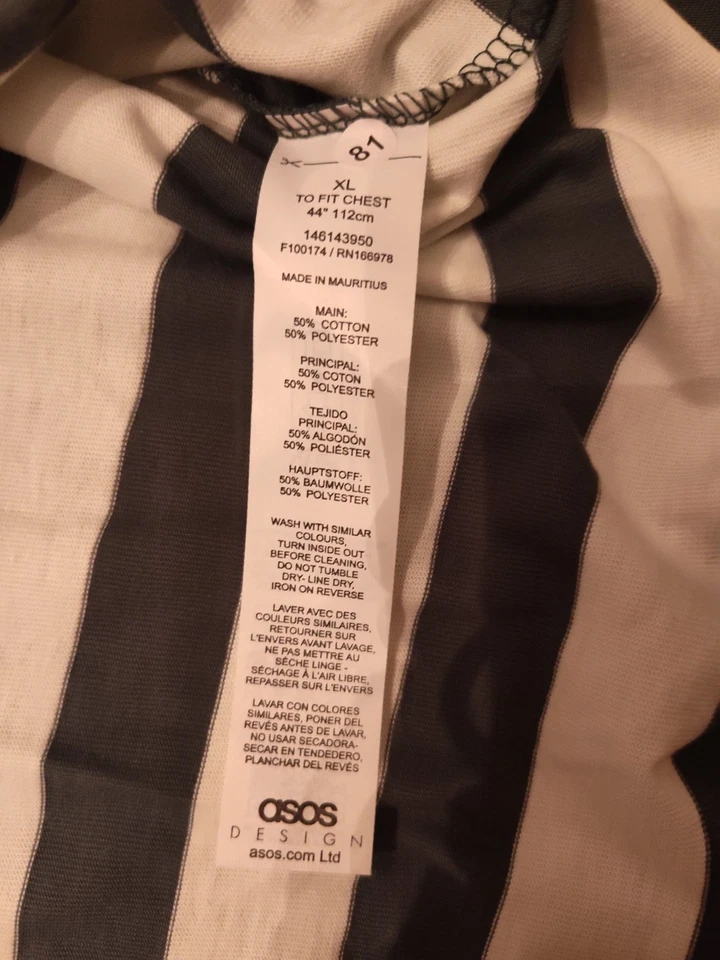 81
XL
TO FIT CHEST
44" 112cm
146143950
F100174 / RN166978
MADE IN MAURITIUS
MAIN:
50% COTTON
50% POLYESTER
PRINCIPAL:
50% COTON
50% POLYESTER
TEJIDO
PRINCIPAL:
50% ALGODÓN
50% POLIÉSTER
HAUPTSTOFF:
50% BAUMWOLLE
50% POLYESTER
WASH WITH SIMILAR
COLOURS,
TURN INSIDE OUT
BEFORE CLEANING,
DO NOT TUMBLE
DRY- LINE DRY,
IRON ON REVERSE
LAVER AVEC DES
COULEURS SIMILAIRES,
RETOURNER SUR
L'ENVERS AVANT LAVAGE,
NE PAS METTRE AU
SÈCHE LINGE -
SÉCHAGE À L'AIR LIBRE,
REPASSER SUR L'ENVERS
LAVAR CON COLORES
SIMILARES, PONER DEL
REVÉS ANTES DE LAVAR,
NO USAR SECADORA-
SECAR EN TENDEDERO,
PLANCHAR DEL REVÉS
asos
DESIGN
asos.com Ltd